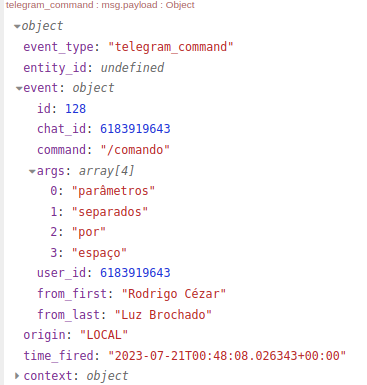 telegram_command : msg.payload : Object
object
event_type: "telegram_command"
entity_id: undefined
event: object
id: 128
chat_id: 6183919643
command: "/comando"
args: array[4]
0: "parâmetros"
1: "separados"
2: "por"
3: "espaço"
user_id: 6183919643
from_first: "Rodrigo Cézar"
from_last: "Luz Brochado"
origin: "LOCAL"
time_fired: "2023-07-21T00:48:08.026343+00:00"
context: object